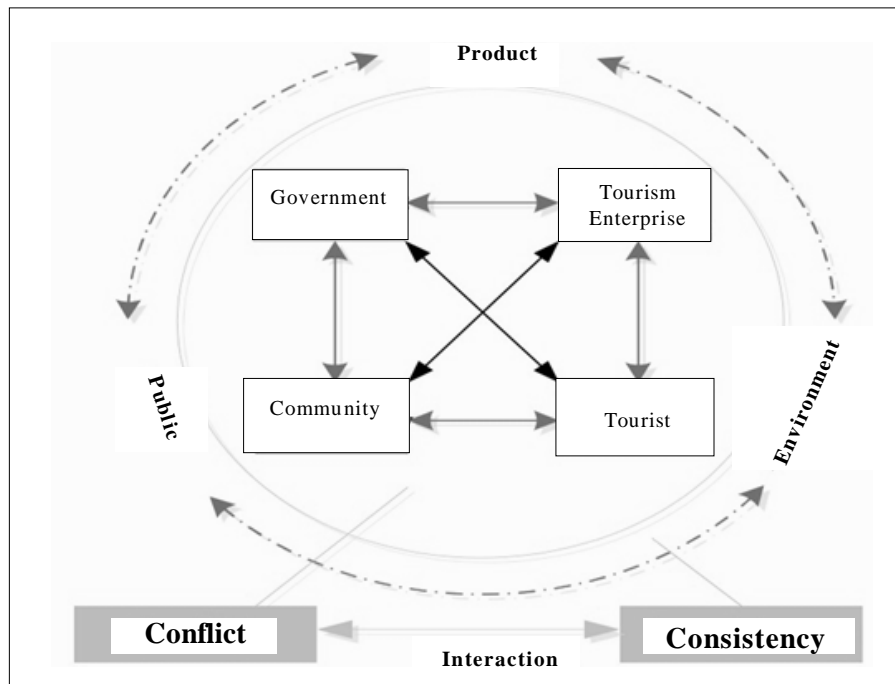 Product
Government
Tourism
Enterprise
Public
Environment
Community
Tourist
Conflict
Consistency
Interaction